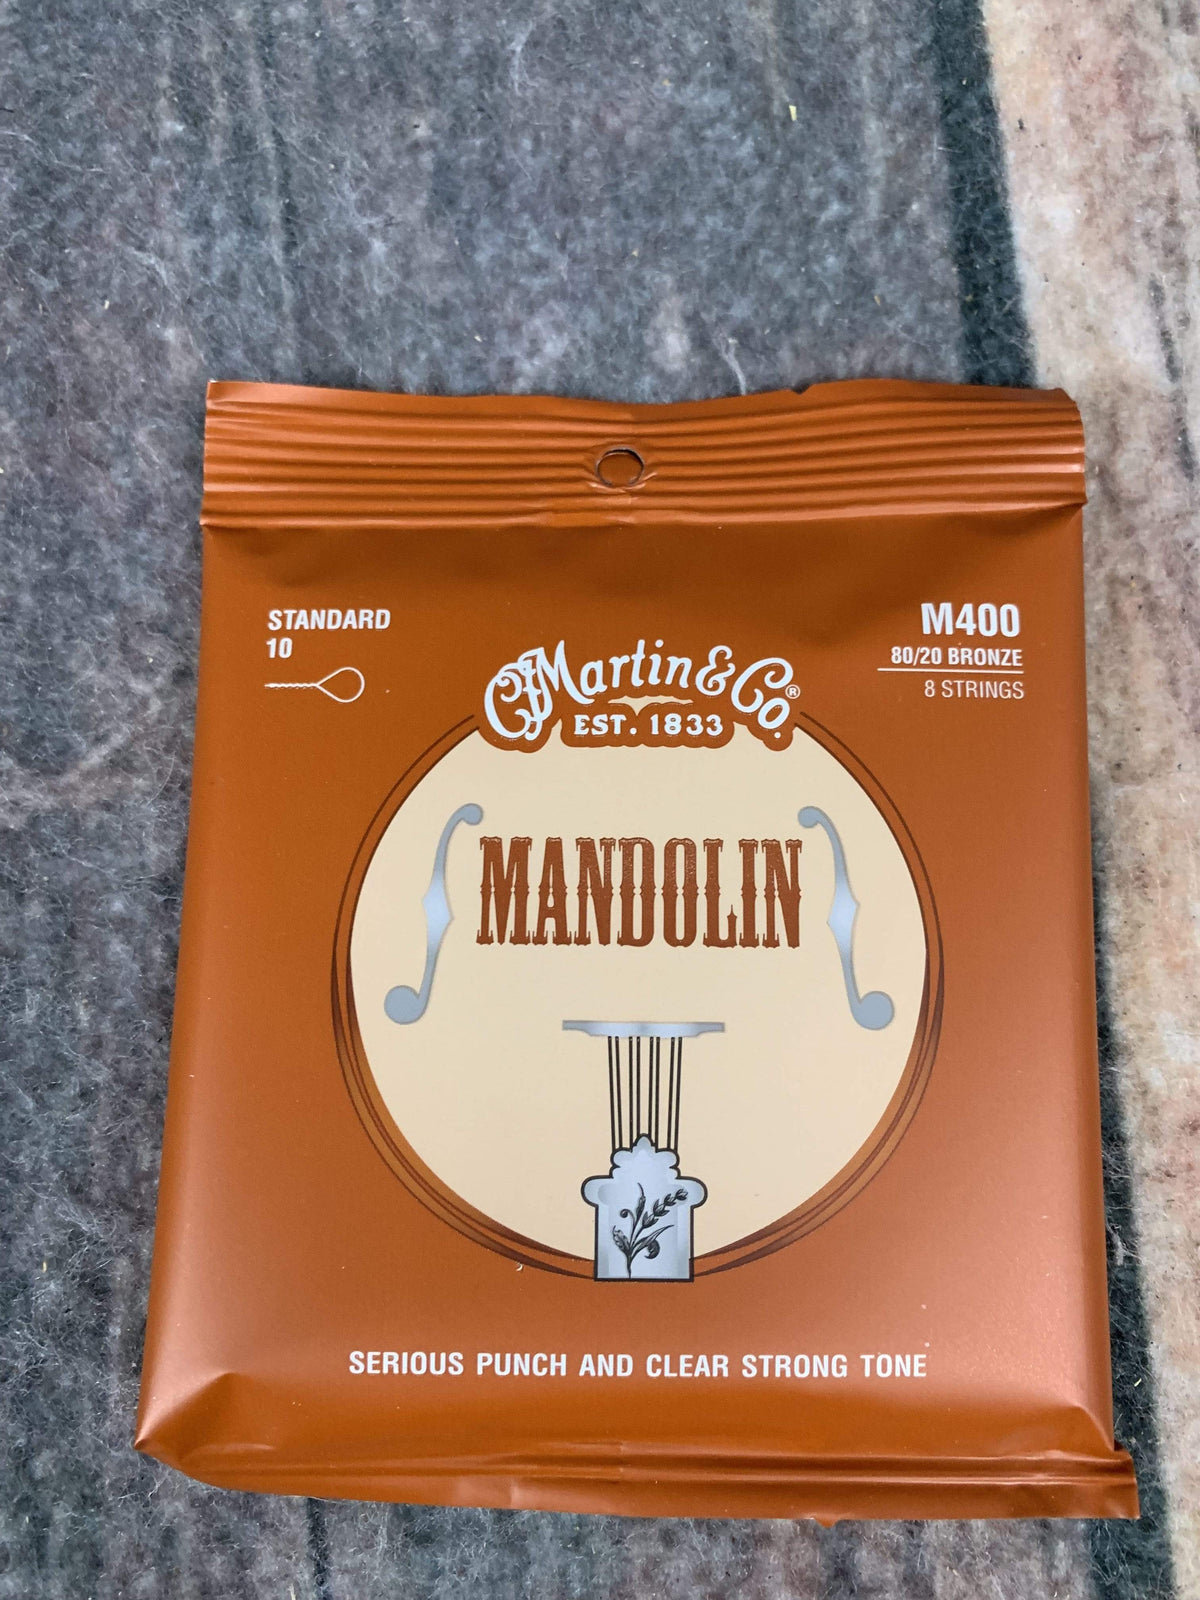 STANDARD
10
M400
80/20 BRONZE
8 STRINGS
CFMartin & Co.®
EST. 1833
MANDOLIN
SERIOUS PUNCH AND CLEAR STRONG TONE